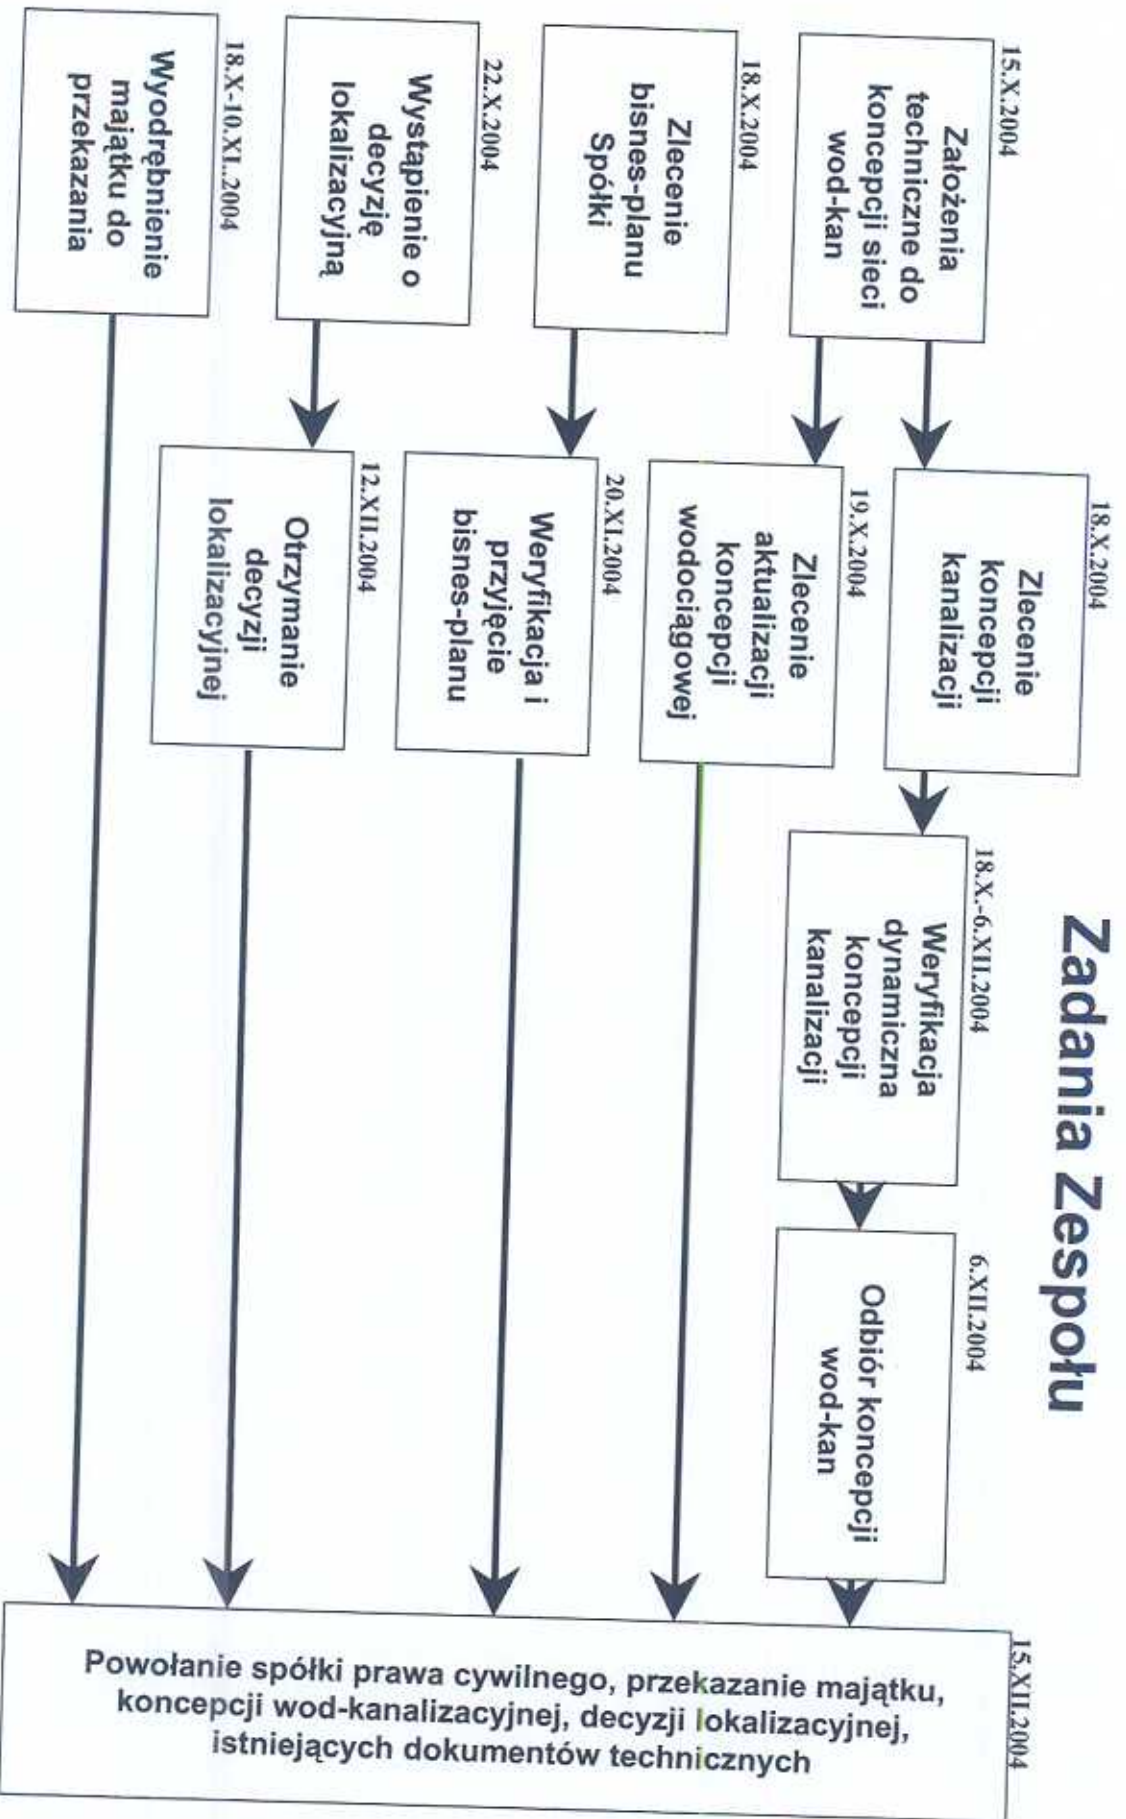 Zadania Zespołu
15.X.2004
Założenia
techniczne do
koncepcji sieci
wod-kan
18.X.2004
Zlecenie
koncepcji
kanalizacji
18.X.-6.XII.2004
Weryfikacja
dynamiczna
koncepcji
kanalizacji
6.XII.2004
Odbiór koncepcji
wod-kan
19.X.2004
Zlecenie
aktualizacji
koncepcji
wodociągowej
18.X.2004
Zlecenie
bisnes-planu
Spółki
20.XI.2004
Weryfikacja i
przyjęcie
bisnes-planu
22.X.2004
Wystąpienie o
decyzję
lokalizacyjną
12.XII.2004
Otrzymanie
decyzji
lokalizacyjnej
18.X-10.XI..2004
Wyodrębnienie
majątku do
przekazania
15.XII.2004
Powołanie spółki prawa cywilnego, przekazanie majątku,
koncepcji wod-kanalizacyjnej, decyzji lokalizacyjnej,
istniejących dokumentów technicznych